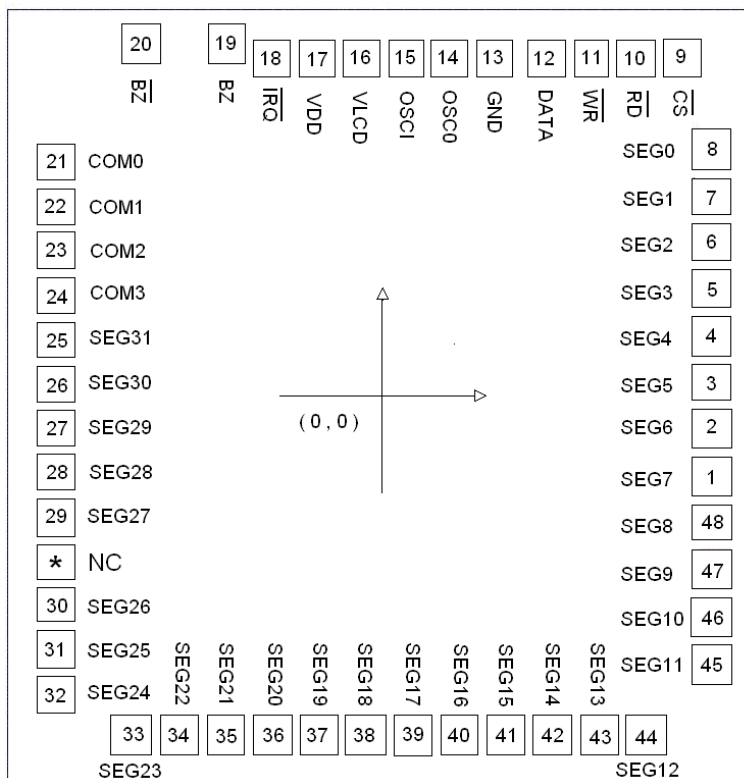 20 19 18 17 16 15 14 13 12 11 10 9
BZ BZ IRQ VDD VLCD OSCI OSC0 GND DATA WR RD CS
21 COM0
22 COM1
23 COM2
24 COM3
25 SEG31
26 SEG30
27 SEG29
28 SEG28
29 SEG27
* NC
30 SEG26
31 SEG25
32 SEG24
SEG0 8
SEG1 7
SEG2 6
SEG3 5
SEG4 4
SEG5 3
SEG6 2
SEG7 1
SEG8 48
SEG9 47
SEG10 46
SEG11 45
(0,0)
SEG22 SEG21 SEG20 SEG19 SEG18 SEG17 SEG16 SEG15 SEG14 SEG13
33 34 35 36 37 38 39 40 41 42 43 44
SEG23 SEG12